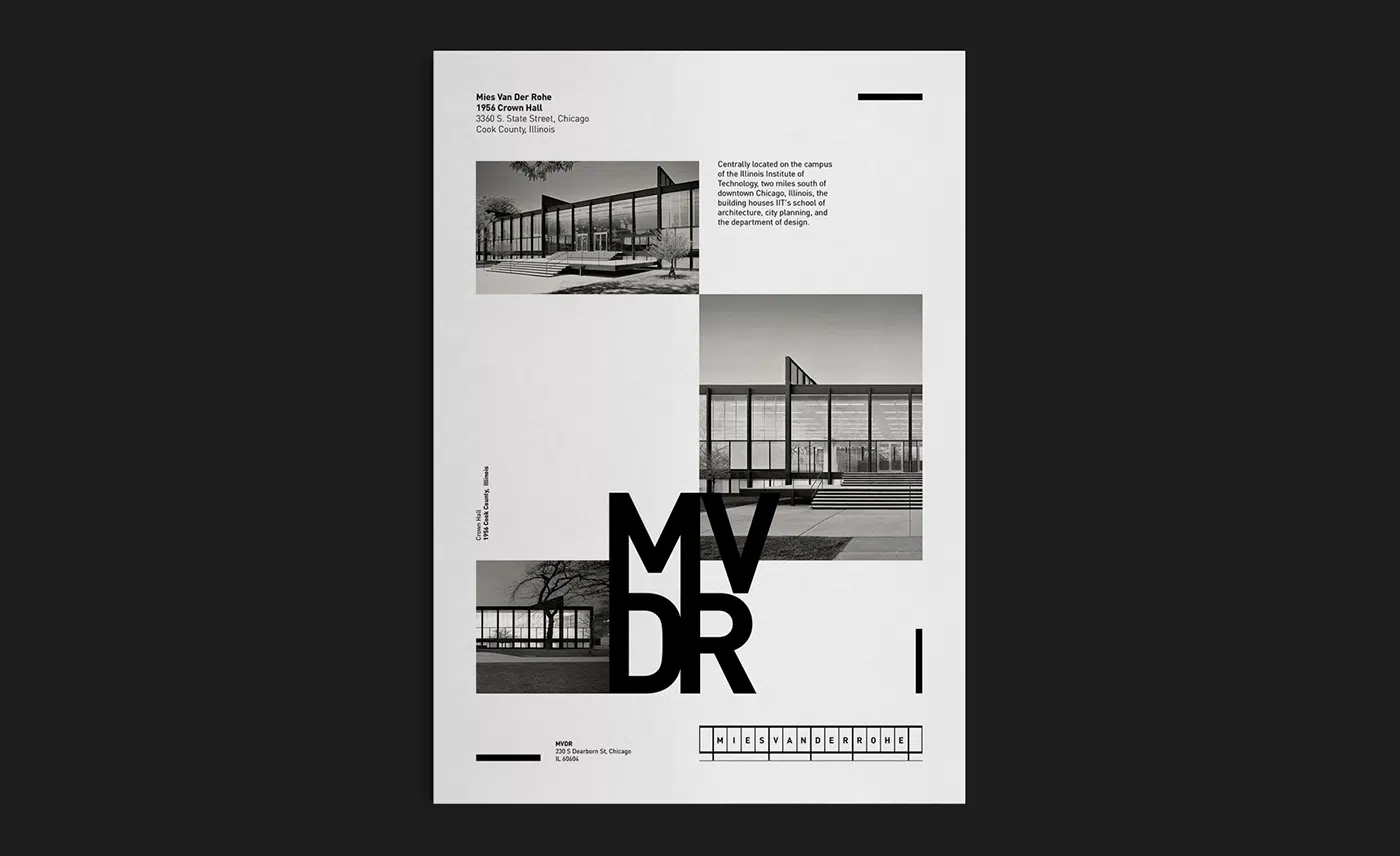 Mies Van Der Rohe
1956 Crown Hall
3360 S. State Street, Chicago
Cook County, Illinois
Centrally located on the campus
of the Illinois Institute of
Technology, two miles south of
downtown Chicago, Illinois, the
building houses IIT's school of
architecture, city planning, and
the department of design.
Crown Hall
1956 Cook County, Illinois
MV
DR
MVDR
230 S Dearborn St, Chicago
IL 60604
MIESVANDERROHE